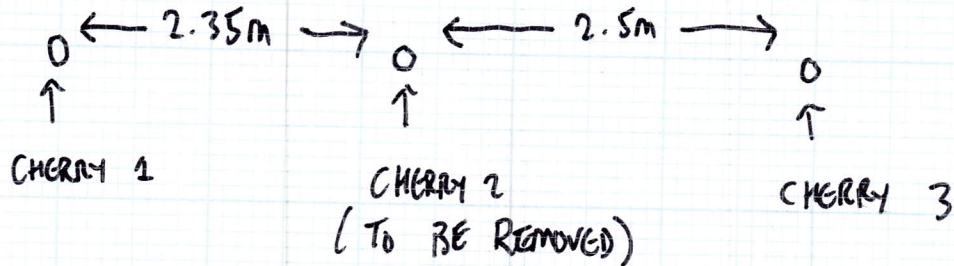 2.35m 2.5m
CHERRY 1
CHERRY 2
(TO BE REMOVED)
CHERRY 3